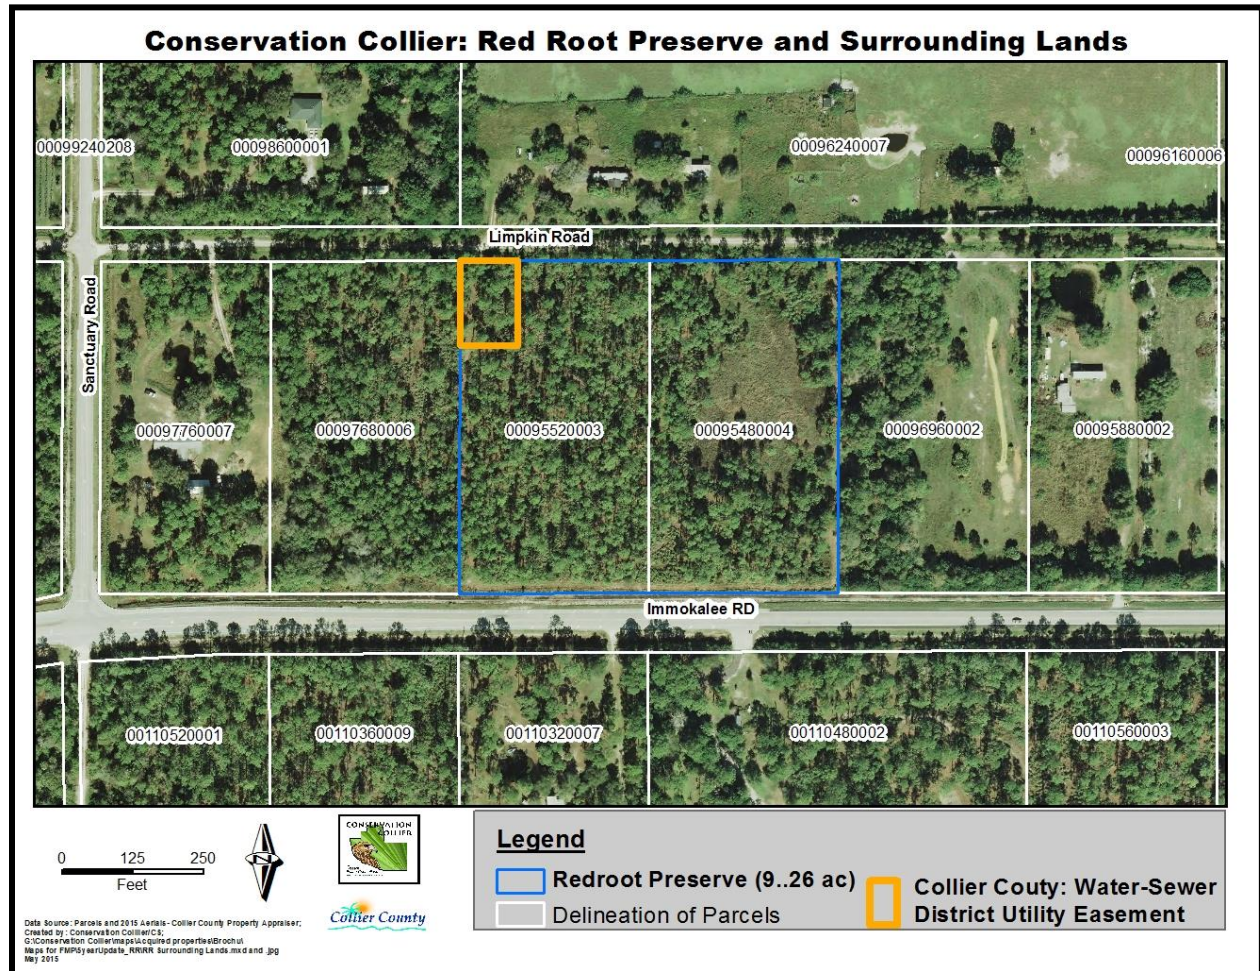 Conservation Collier: Red Root Preserve and Surrounding Lands
00099240208
00098600001
00096240007
00096160006
Limpkin Road
Sanctuary Road
00097760007
00097680006
00095520003
00095480004
00096960002
00095880002
Immokalee RD
00110520001
00110360009
00110320007
00110480002
00110560003
0 125 250
Feet
N
CONSERVATION
COLLIER
Collier County
Legend
Redroot Preserve (9..26 ac)
Delineation of Parcels
Collier Couty: Water-Sewer
District Utility Easement
Data Source: Parcels and 2015 Aerials - Collier County Property Appraiser;
Created by: Conservation Collier/CS;
G:\Conservation Collier\maps\Acquired properties\Brochu\
Maps for FMP\5yearUpdate_RR\RR Surrounding Lands.mxd and .jpg
May 2015